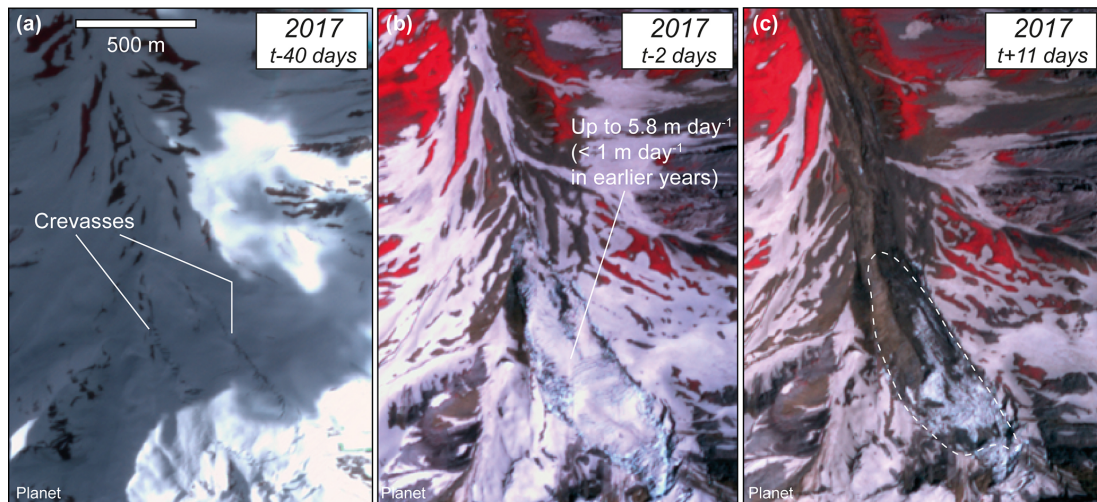 (a)
500 m
2017
t-40 days
Crevasses
Planet
(b)
2017
t-2 days
Up to 5.8 m day⁻¹
(< 1 m day⁻¹
in earlier years)
Planet
(c)
2017
t+11 days
Planet